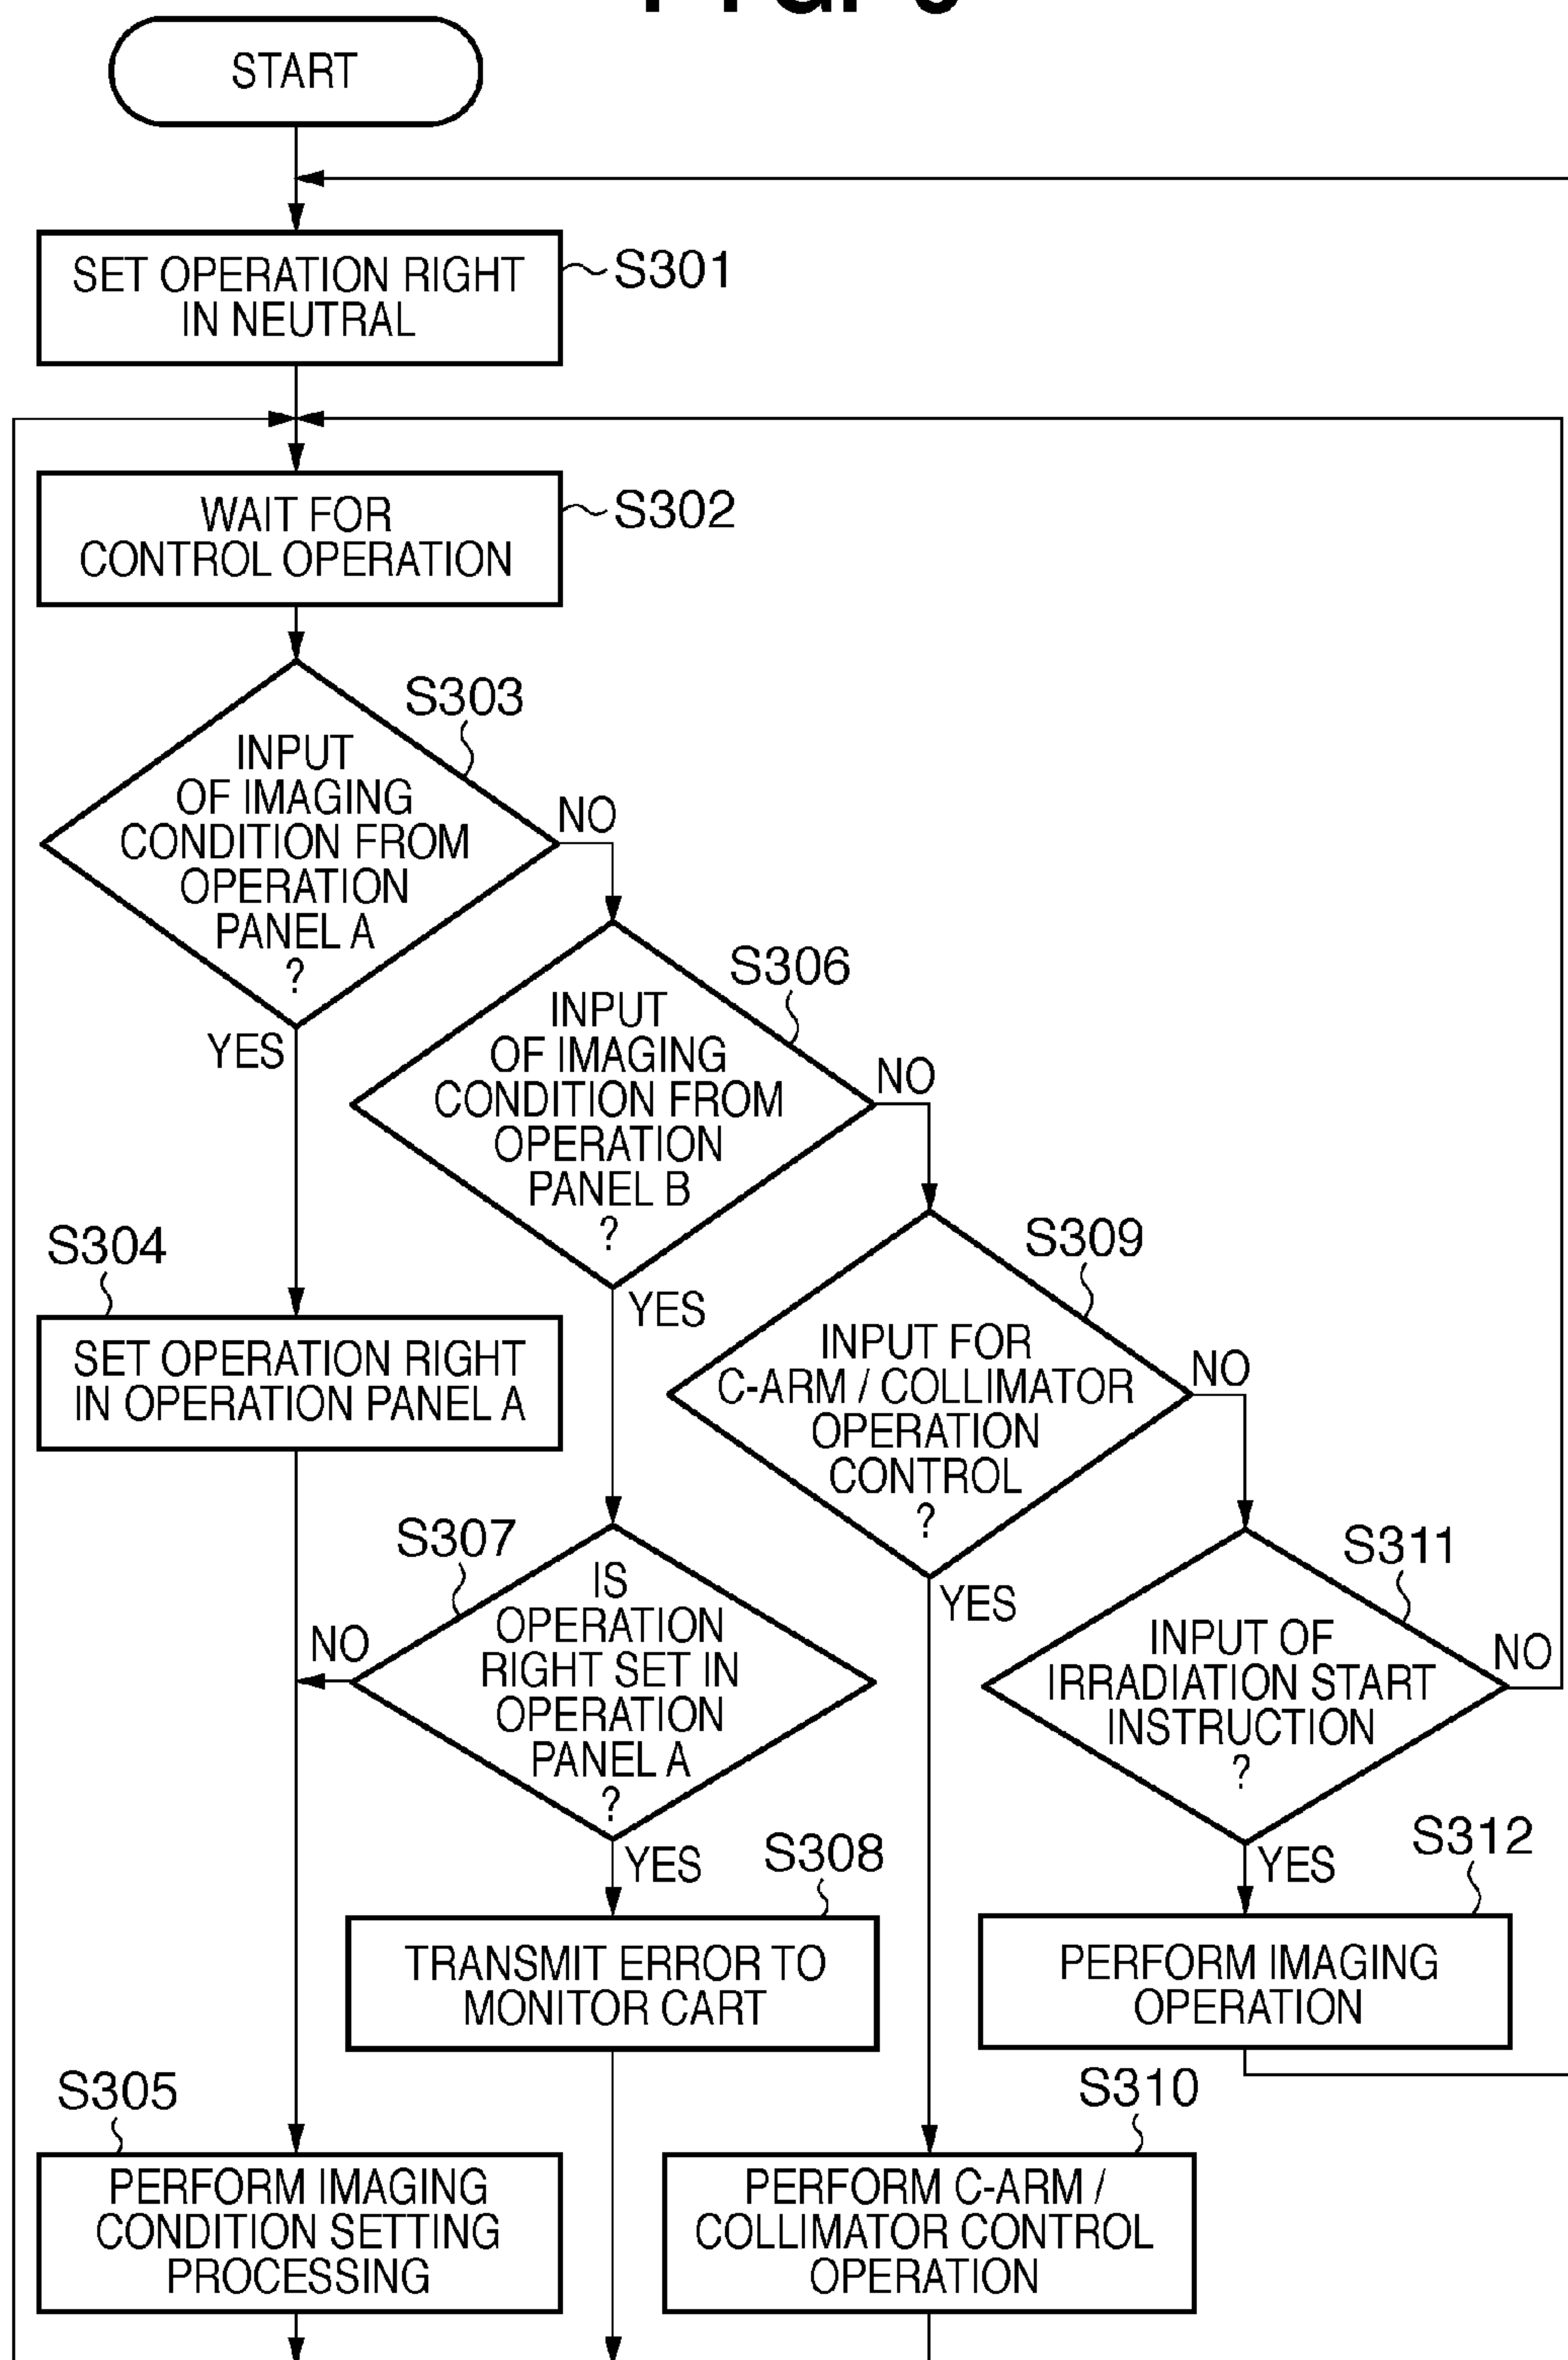 START
SET OPERATION RIGHT
IN NEUTRAL
S301
WAIT FOR
CONTROL OPERATION
S302
S303
INPUT
OF IMAGING
CONDITION FROM
OPERATION
PANEL A
?
NO
YES
S306
INPUT
OF IMAGING
CONDITION FROM
OPERATION
PANEL B
?
NO
YES
S304
SET OPERATION RIGHT
IN OPERATION PANEL A
S309
INPUT FOR
C-ARM / COLLIMATOR
OPERATION
CONTROL
?
NO
YES
S307
IS
OPERATION
RIGHT SET IN
OPERATION
PANEL A
?
NO
YES
S311
INPUT OF
IRRADIATION START
INSTRUCTION
?
NO
YES
S308
TRANSMIT ERROR TO
MONITOR CART
S312
PERFORM IMAGING
OPERATION
S305
PERFORM IMAGING
CONDITION SETTING
PROCESSING
S310
PERFORM C-ARM /
COLLIMATOR CONTROL
OPERATION